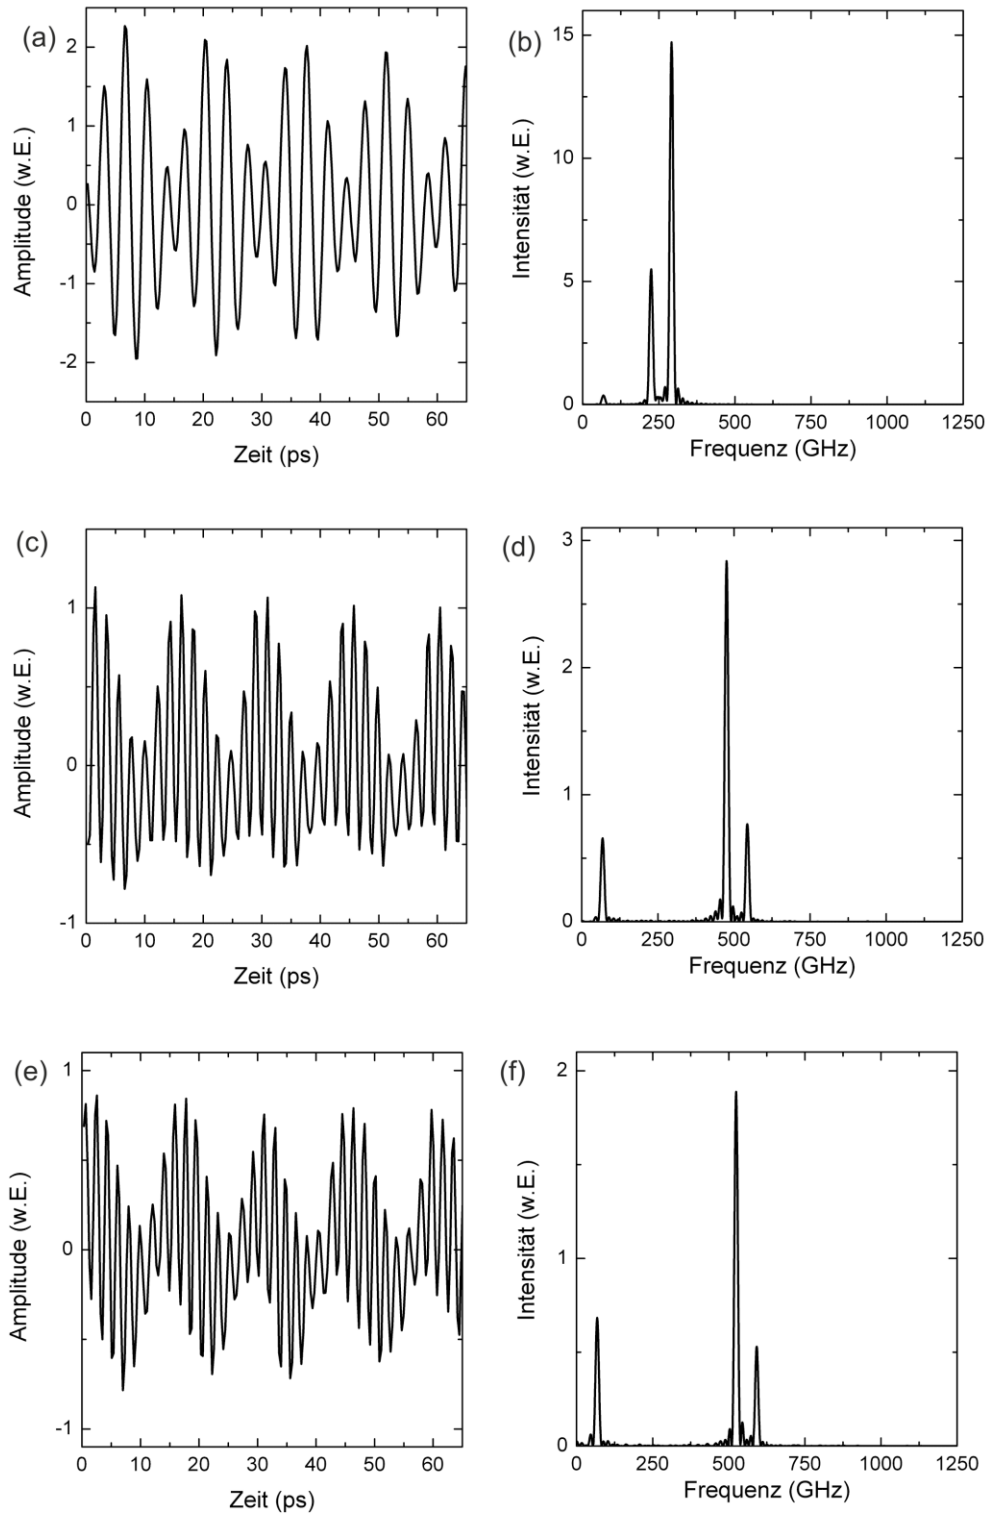 (a)
Amplitude (w.E.)
2
1
0
-1
-2
0 10 20 30 40 50 60
Zeit (ps)
(b)
Intensität (w.E.)
15
10
5
0
0 250 500 750 1000 1250
Frequenz (GHz)
(c)
Amplitude (w.E.)
1
0
-1
0 10 20 30 40 50 60
Zeit (ps)
(d)
Intensität (w.E.)
3
2
1
0
0 250 500 750 1000 1250
Frequenz (GHz)
(e)
Amplitude (w.E.)
1
0
-1
0 10 20 30 40 50 60
Zeit (ps)
(f)
Intensität (w.E.)
2
1
0
0 250 500 750 1000 1250
Frequenz (GHz)